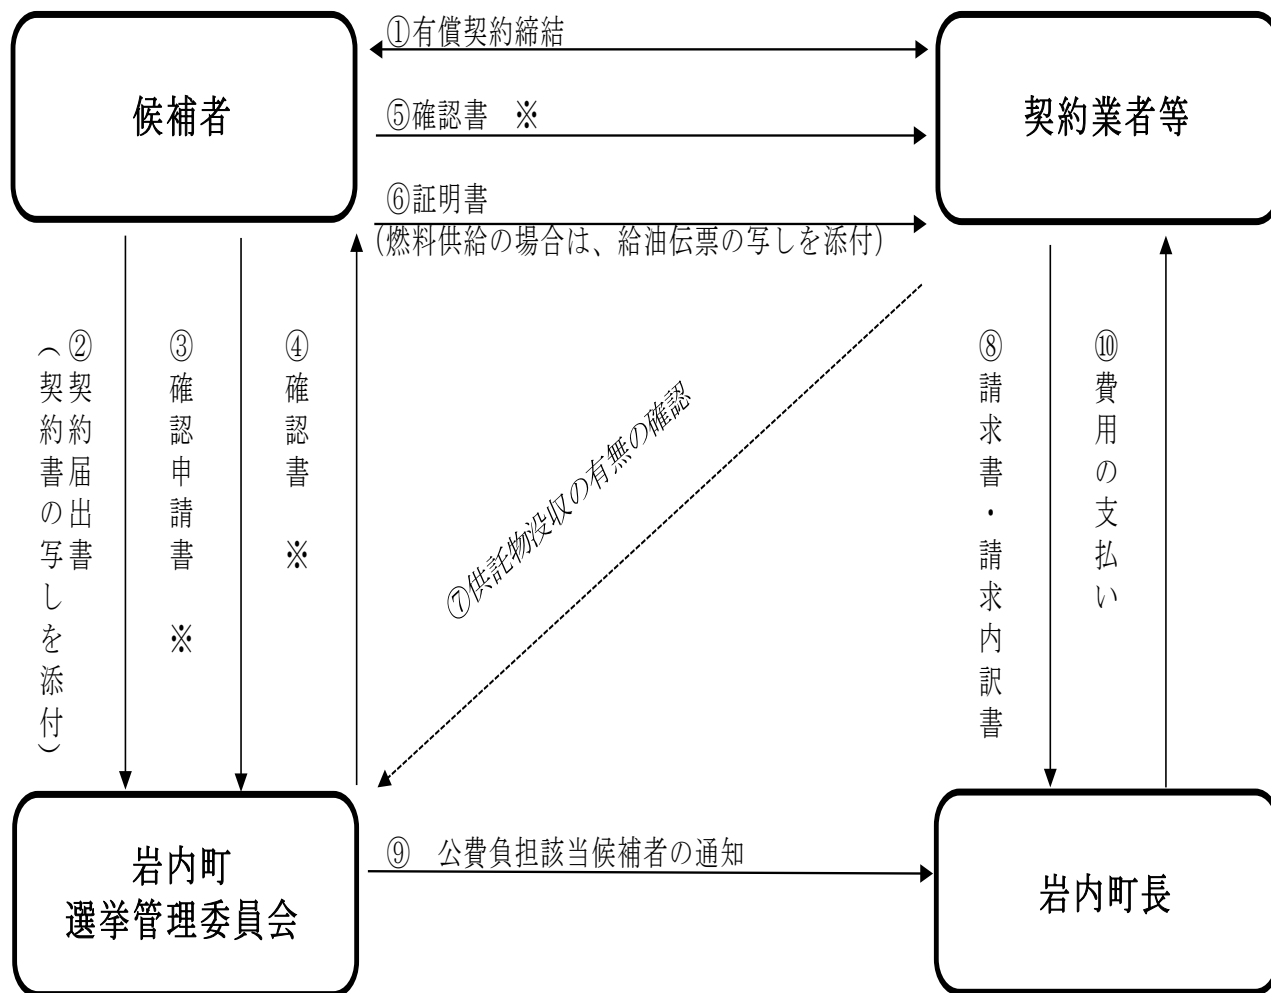 ①有償契約締結
候補者
契約業者等
⑤確認書　※
⑥証明書
(燃料供給の場合は、給油伝票の写しを添付)
②契約届出書
(契約書の写しを添付)
③確認申請書　※
④確認書　※
⑦供託物没収の有無の確認
⑧請求書・請求内訳書
⑩費用の支払い
岩内町
選挙管理委員会
⑨　公費負担該当候補者の通知
岩内町長